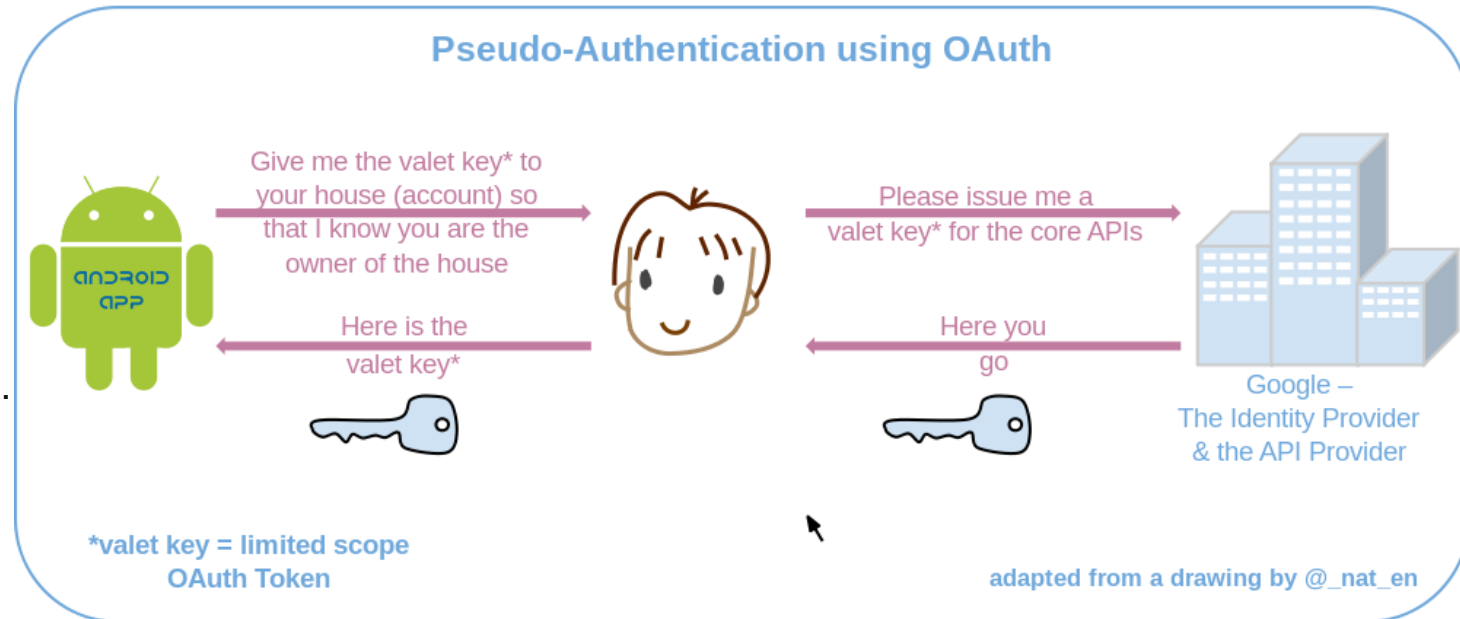 Pseudo-Authentication using OAuth
Give me the valet key* to
your house (account) so
that I know you are the
owner of the house
Please issue me a
valet key* for the core APIs
ANDROID
APP
Here is the
valet key*
Here you
go
Google –
The Identity Provider
& the API Provider
*valet key = limited scope
OAuth Token
adapted from a drawing by @_nat_en